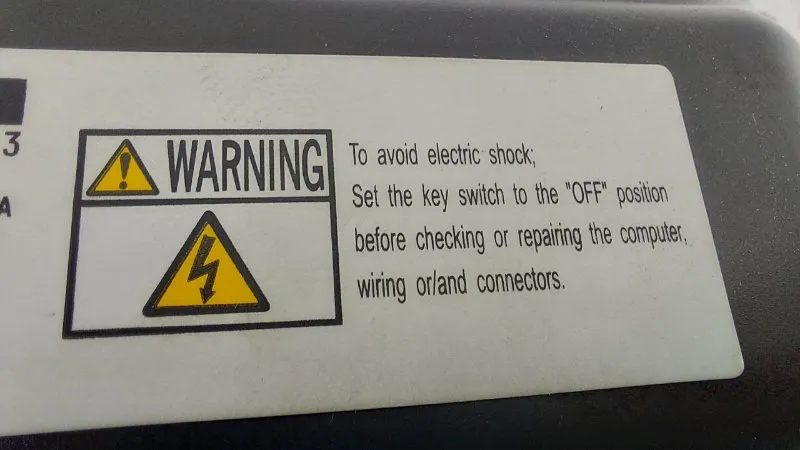 3
A
WARNING
To avoid electric shock;
Set the key switch to the "OFF" position
before checking or repairing the computer,
wiring or/and connectors.